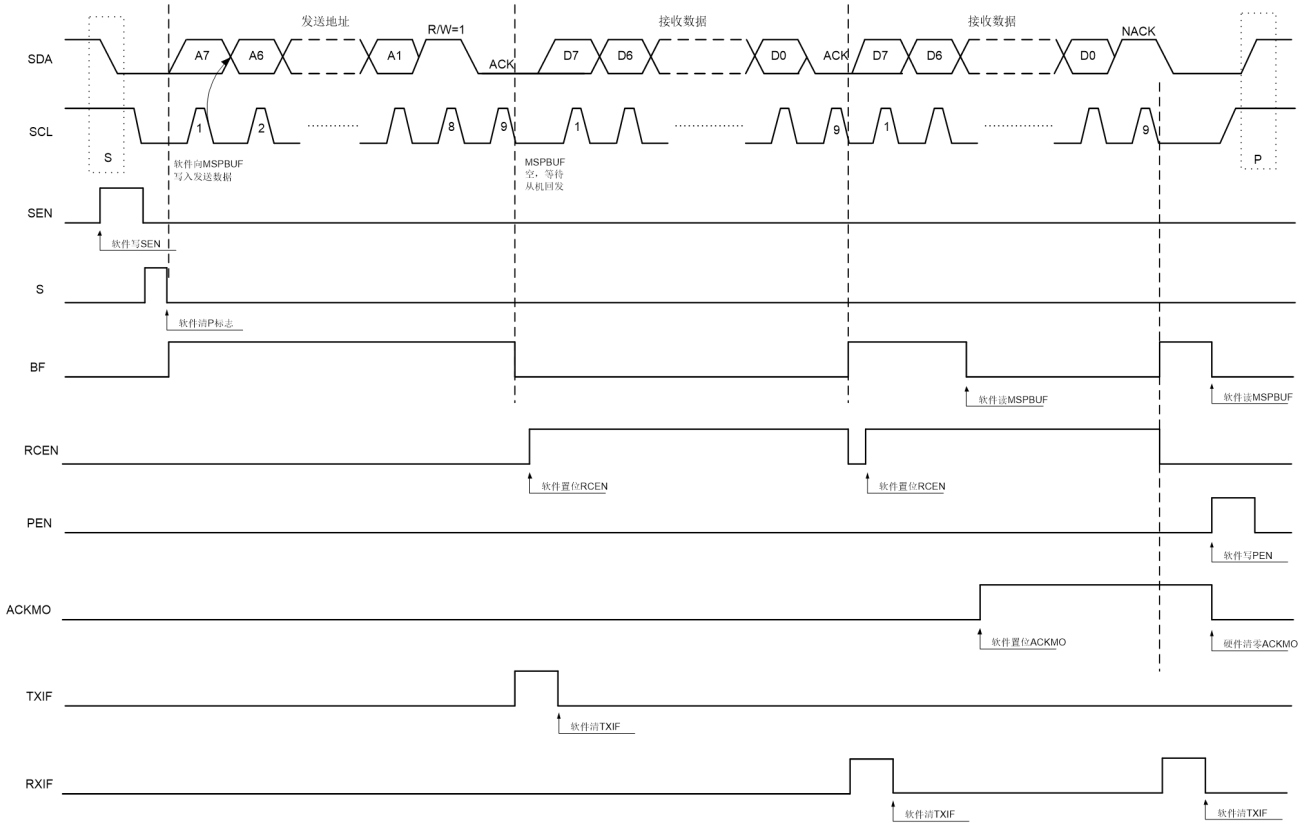 发送地址 接收数据 接收数据
R/W=1 NACK
SDA A7 A6 A1 ACK D7 D6 D0 ACK D7 D6 D0
SCL 1 2 8 9 1 9 1 9
S P
软件向MSPBUF
写入发送数据
MSPBUF
空，等待
从机回发
SEN
软件写SEN
S
软件清P标志
BF
软件读MSPBUF 软件读MSPBUF
RCEN
软件置位RCEN 软件置位RCEN
PEN
软件写PEN
ACKMO
软件置位ACKMO 硬件清零ACKMO
TXIF
软件清TXIF
RXIF
软件清TXIF 软件清TXIF